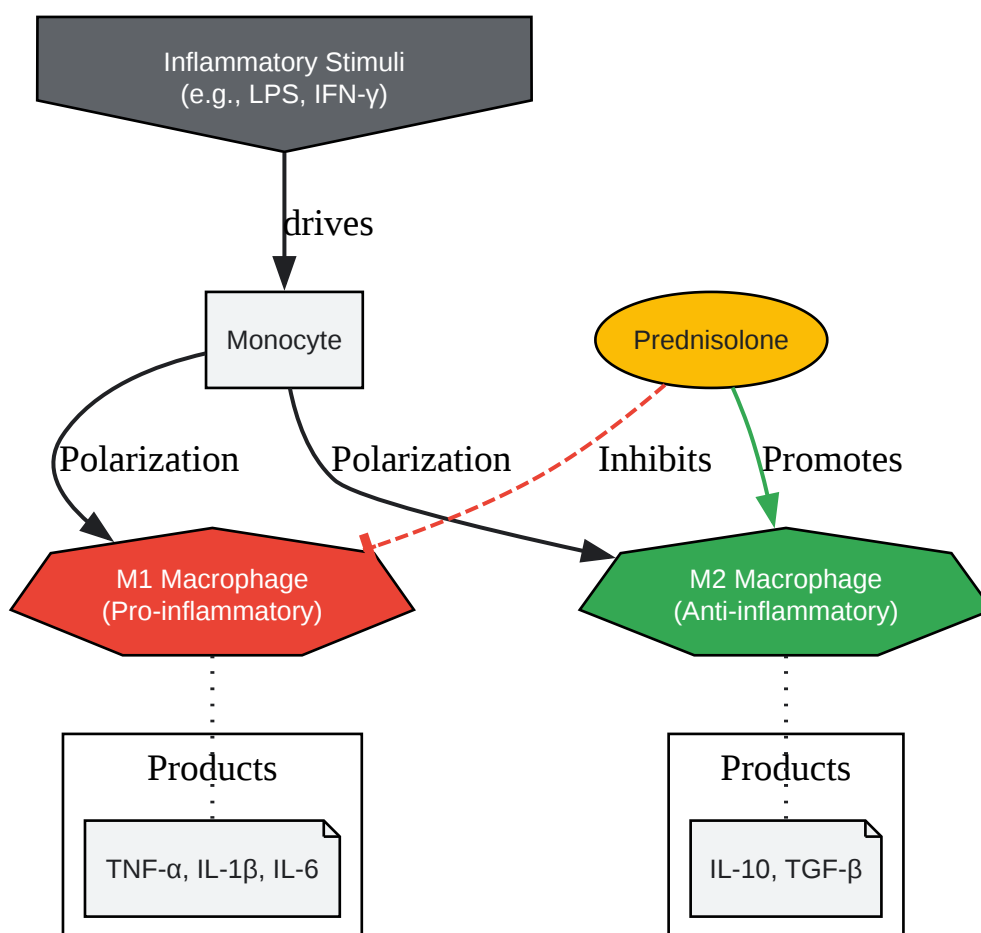 Inflammatory Stimuli
(e.g., LPS, IFN-γ)
drives
Monocyte
Prednisolone
Polarization
Polarization
Inhibits
Promotes
M1 Macrophage
(Pro-inflammatory)
M2 Macrophage
(Anti-inflammatory)
Products
Products
TNF-α, IL-1β, IL-6
IL-10, TGF-β